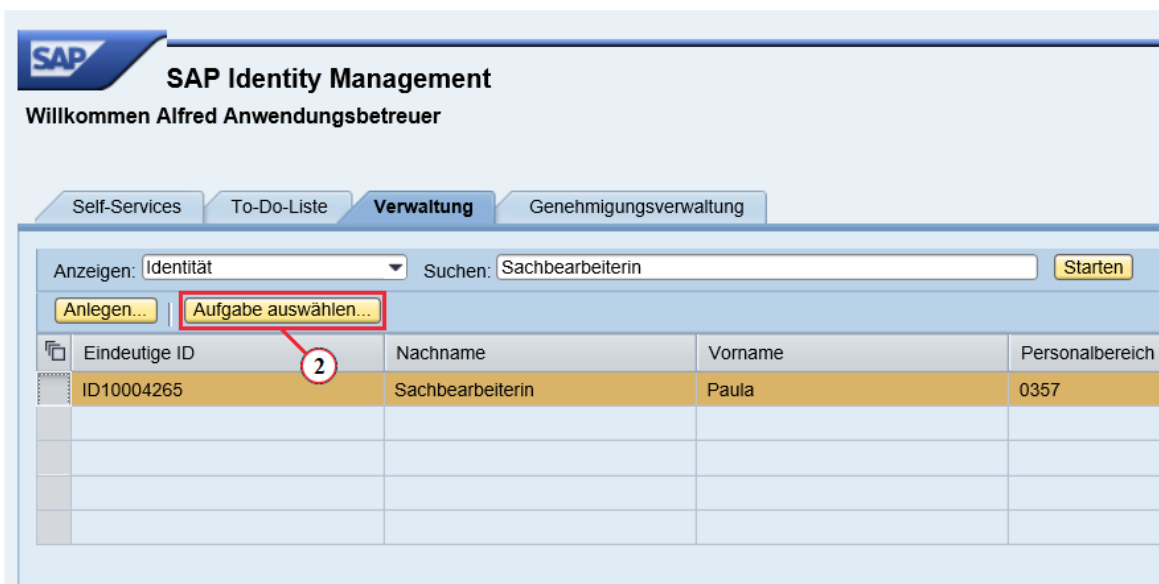 SAP
SAP Identity Management
Willkommen Alfred Anwendungsbetreuer
Self-Services To-Do-Liste Verwaltung Genehmigungsverwaltung
Anzeigen: Identität Suchen: Sachbearbeiterin Starten
Anlegen... Aufgabe auswählen...
Eindeutige ID Nachname Vorname Personalbereich
2
ID10004265 Sachbearbeiterin Paula 0357